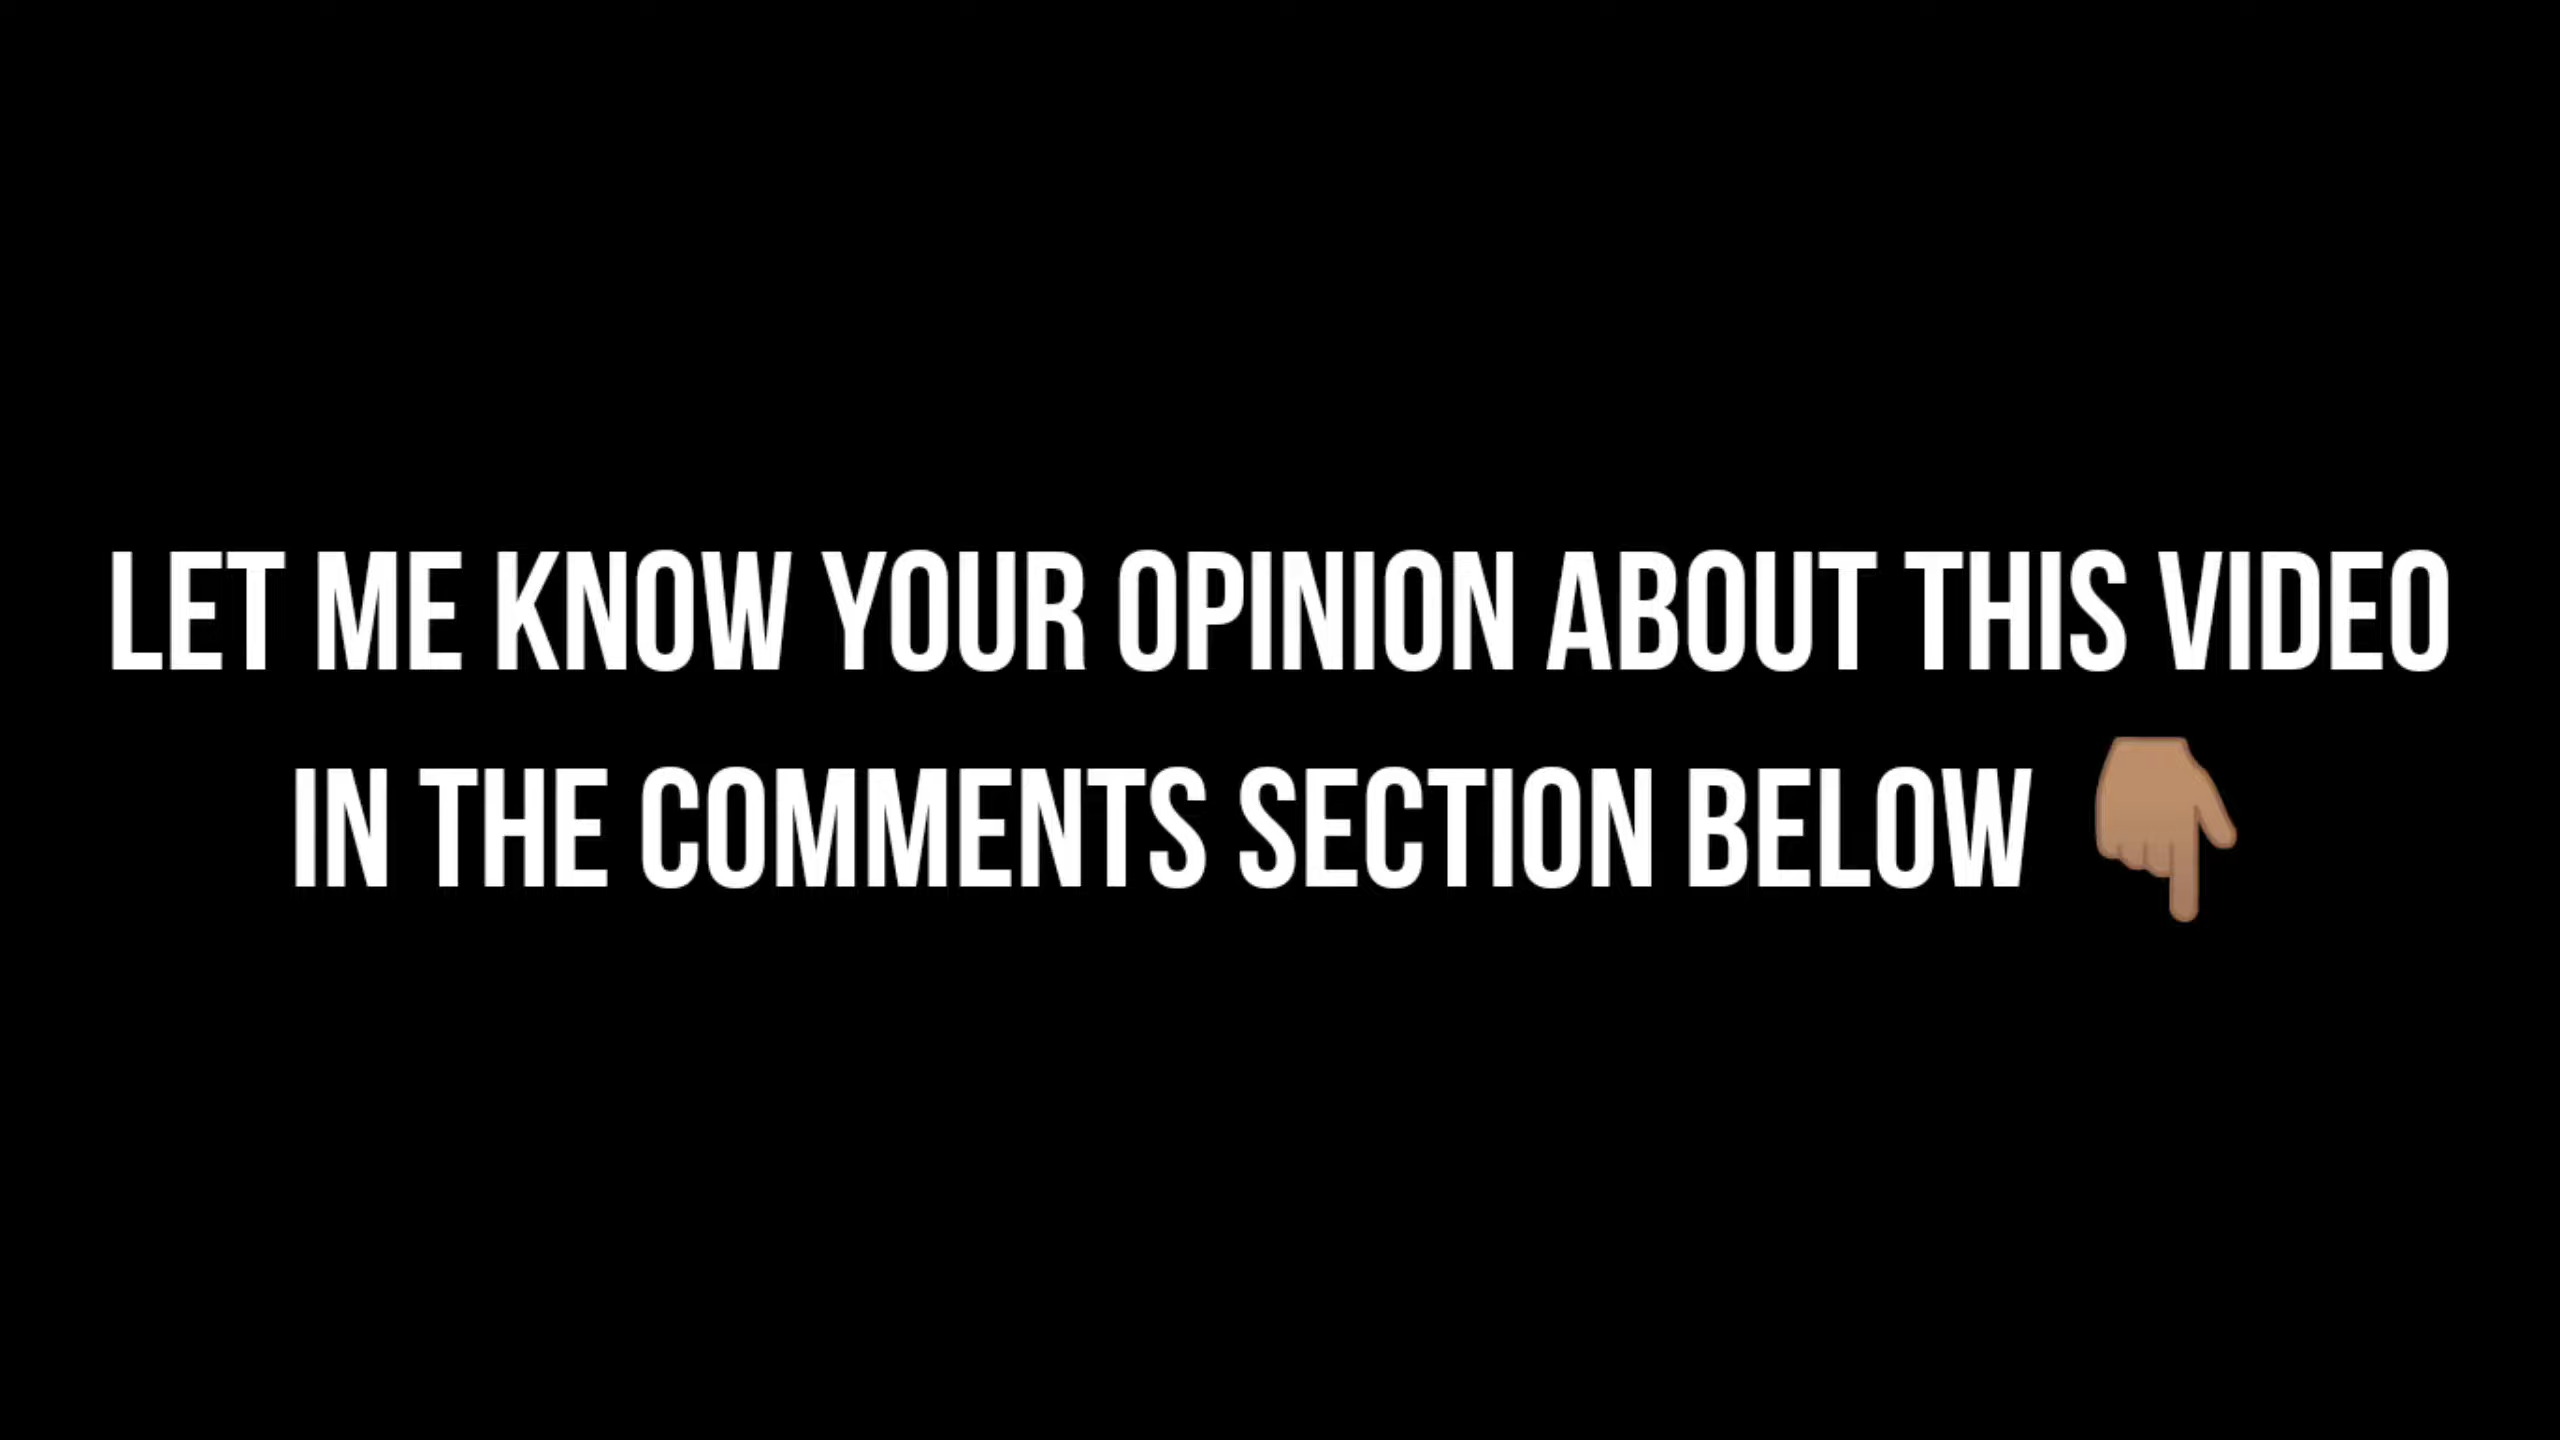 LET ME KNOW YOUR OPINION ABOUT THIS VIDEO
IN THE COMMENTS SECTION BELOW 👇🏽